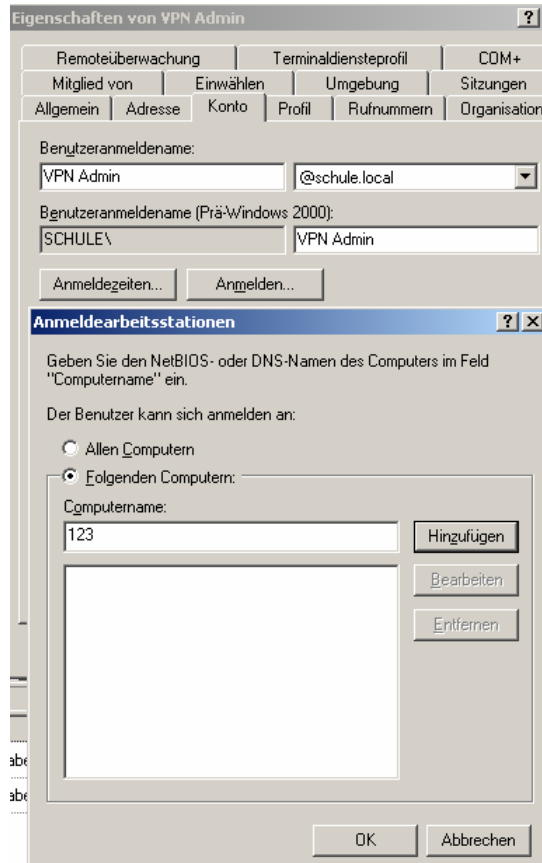 Eigenschaften von VPN Admin
Remoteüberwachung Terminaldiensteprofil COM+
Mitglied von Einwählen Umgebung Sitzungen
Allgemein Adresse Konto Profil Rufnummern Organisation
Benutzeranmeldename:
VPN Admin @schule.local
Benutzeranmeldename (Prä-Windows 2000):
SCHULE\ VPN Admin
Anmeldezeiten... Anmelden...
Anmeldearbeitsstationen
Geben Sie den NetBIOS- oder DNS-Namen des Computers im Feld
"Computername" ein.
Der Benutzer kann sich anmelden an:
Allen Computern
Folgenden Computern:
Computername:
123 Hinzufügen
Bearbeiten
Entfernen
abe
abe
OK Abbrechen